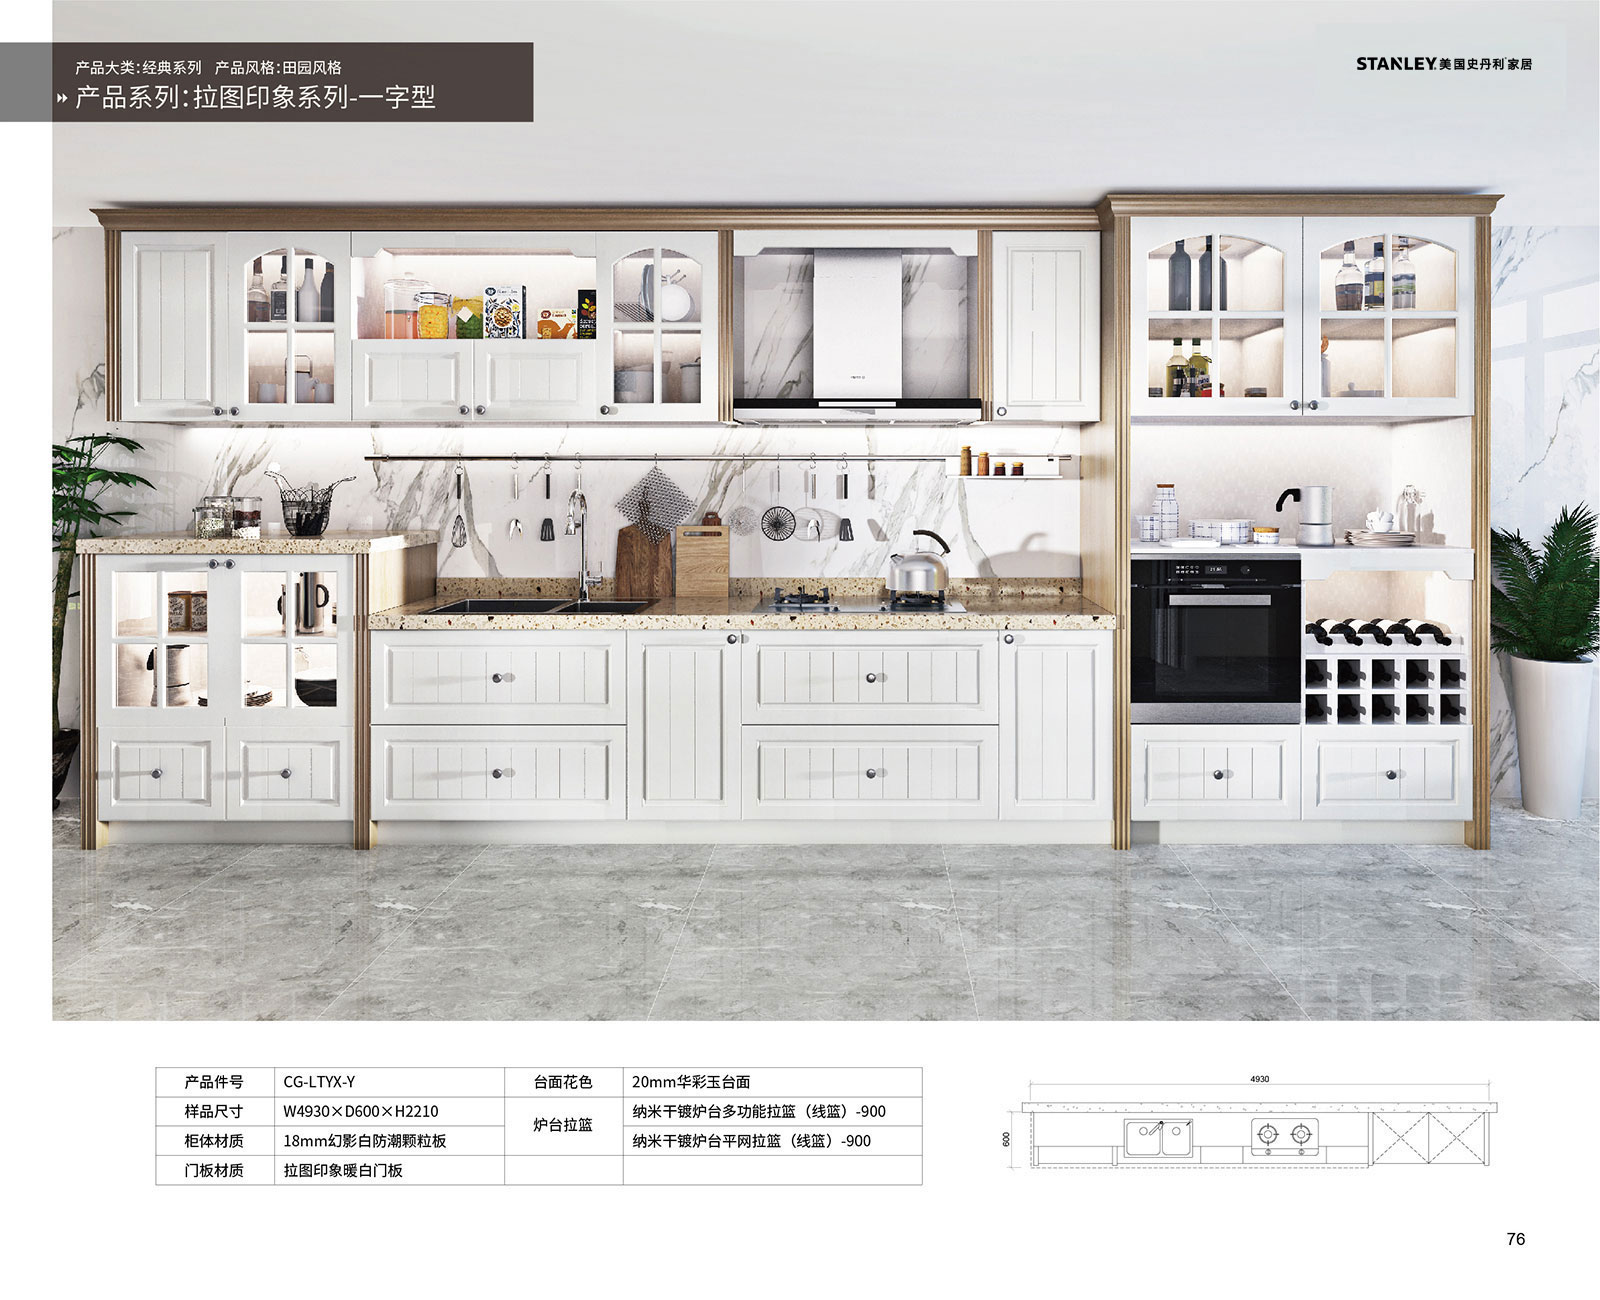 产品大类:经典系列 产品风格:田园风格
产品系列:拉图印象系列-一字型
STANLEY 美国史丹利家居
产品件号 CG-LTYX-Y 台面花色 20mm华彩玉台面
样品尺寸 W4930×D600×H2210 炉台拉篮 纳米干镀炉台多功能拉篮（线篮）-900
柜体材质 18mm幻影白防潮颗粒板 纳米干镀炉台平网拉篮（线篮）-900
门板材质 拉图印象暖白门板
4930
600
76